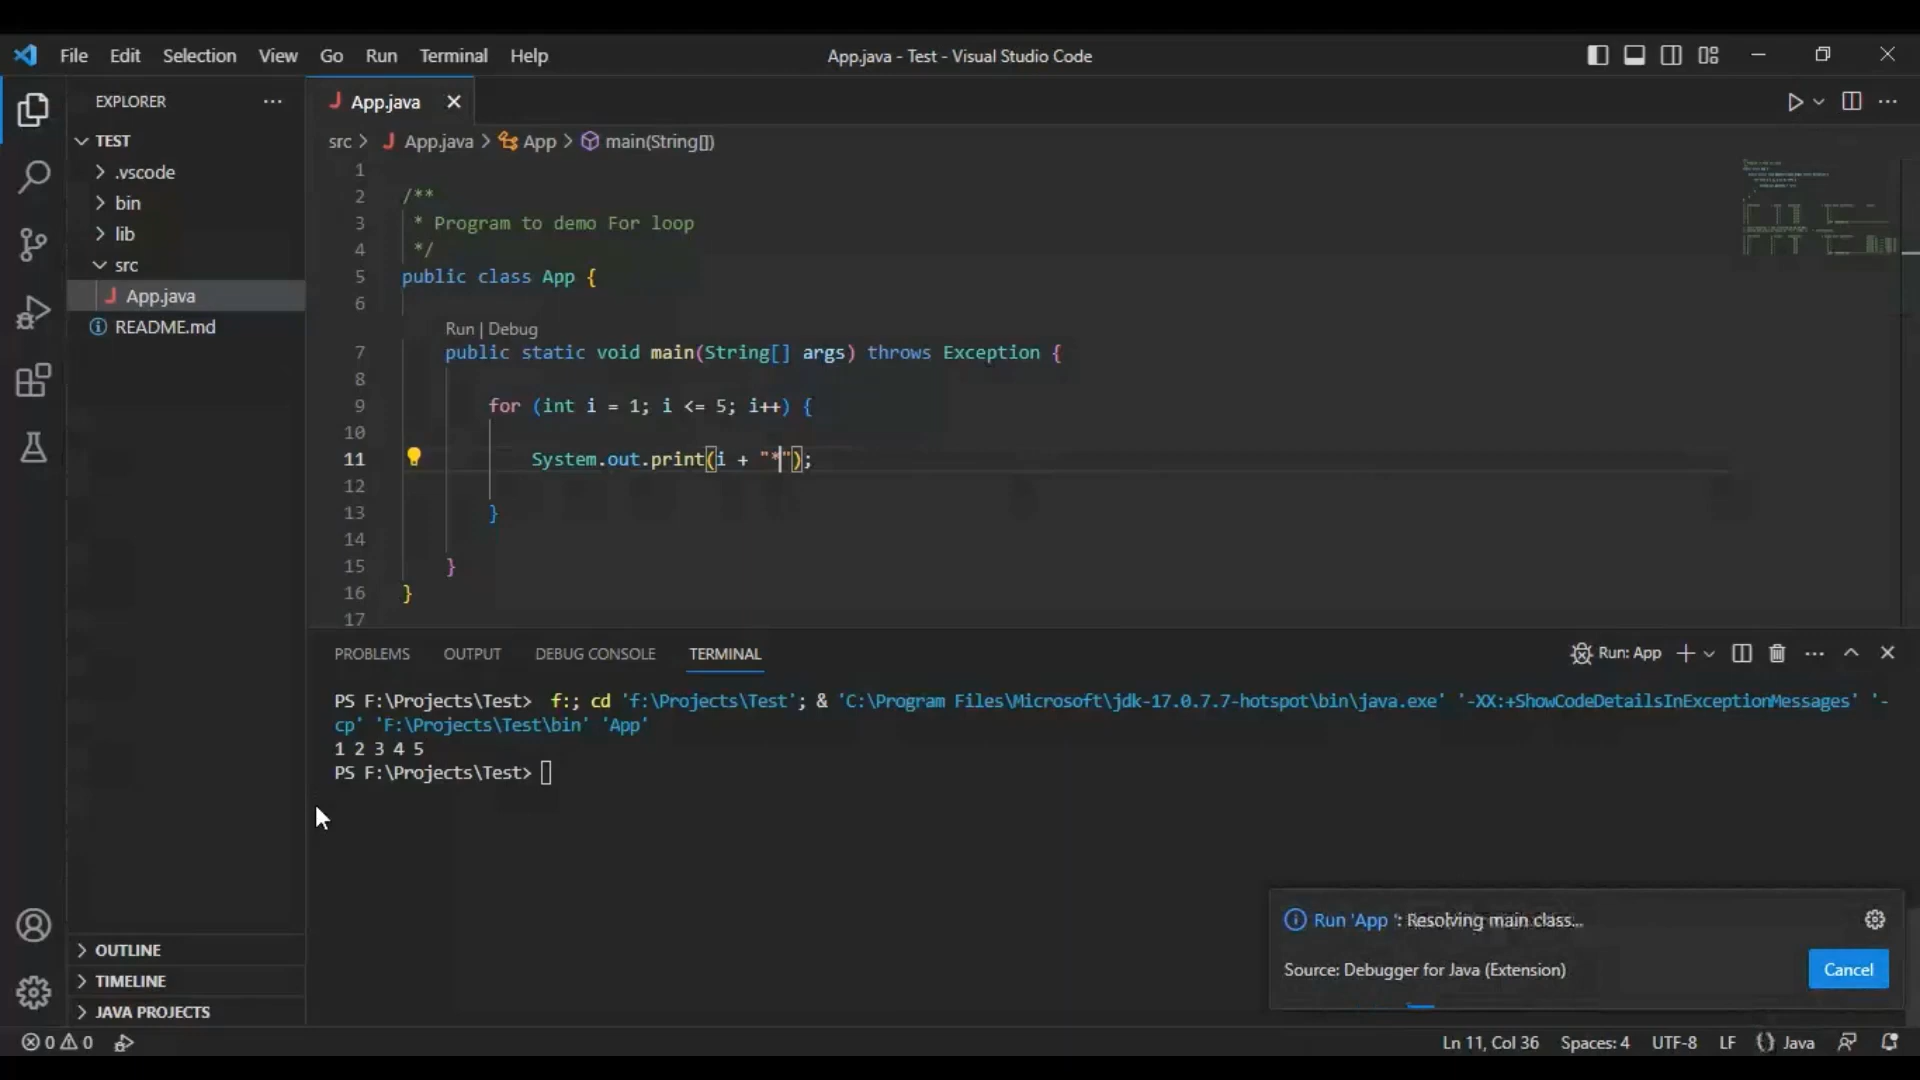 File Edit Selection View Go Run Terminal Help
App.java - Test - Visual Studio Code
EXPLORER
App.java
TEST
.vscode
bin
lib
src
App.java
README.md
src > App.java > App > main(String[])
1
2 /**
3 * Program to demo For loop
4 */
5 public class App {
6
Run | Debug
7 public static void main(String[] args) throws Exception {
8
9 for (int i = 1; i <= 5; i++) {
10
11 System.out.print(i + "*");
12
13 }
14
15 }
16 }
17
PROBLEMS OUTPUT DEBUG CONSOLE TERMINAL
Run: App
PS F:\Projects\Test> f:; cd 'f:\Projects\Test'; & 'C:\Program Files\Microsoft\jdk-17.0.7.7-hotspot\bin\java.exe' '-XX:+ShowCodeDetailsInExceptionMessages' '-
cp' 'F:\Projects\Test\bin' 'App'
1 2 3 4 5
PS F:\Projects\Test>
Run 'App ': Resolving main class...
Source: Debugger for Java (Extension)
Cancel
OUTLINE
TIMELINE
JAVA PROJECTS
0 0
Ln 11, Col 36 Spaces: 4 UTF-8 LF {} Java